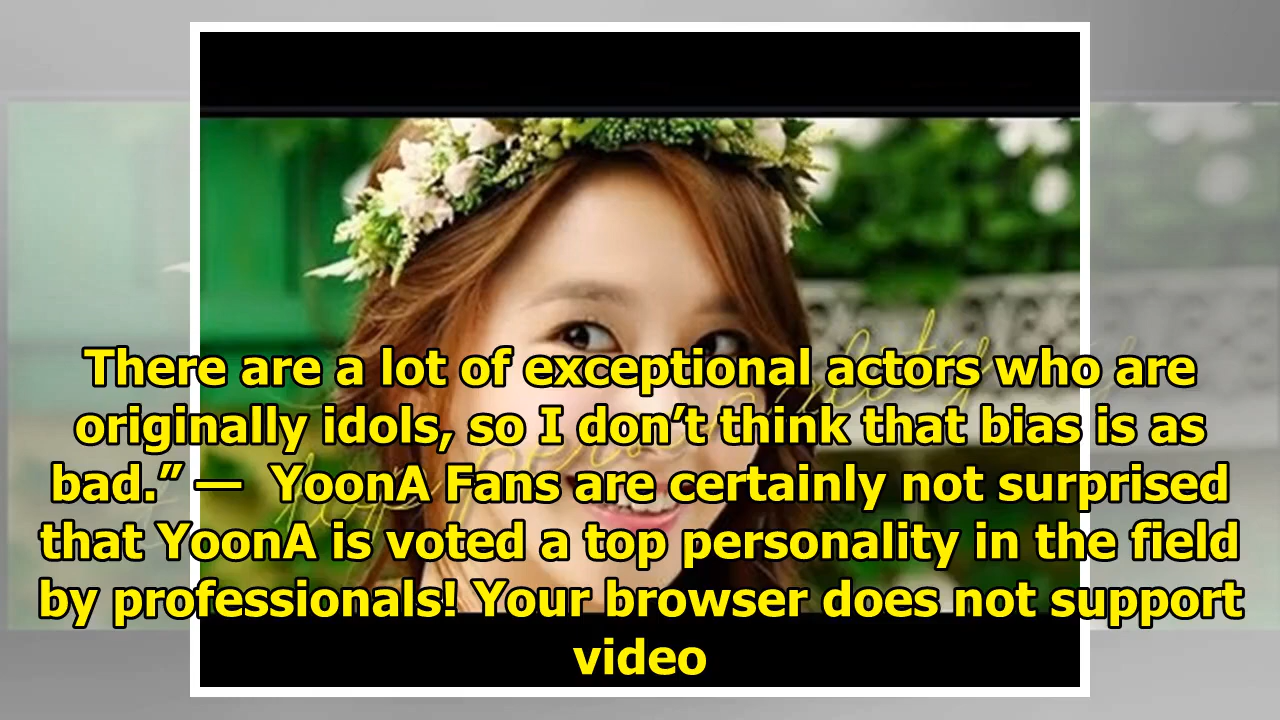 There are a lot of exceptional actors who are
originally idols, so I don’t think that bias is as
bad.” —  YoonA Fans are certainly not surprised
that YoonA is voted a top personality in the field
by professionals! Your browser does not support
video